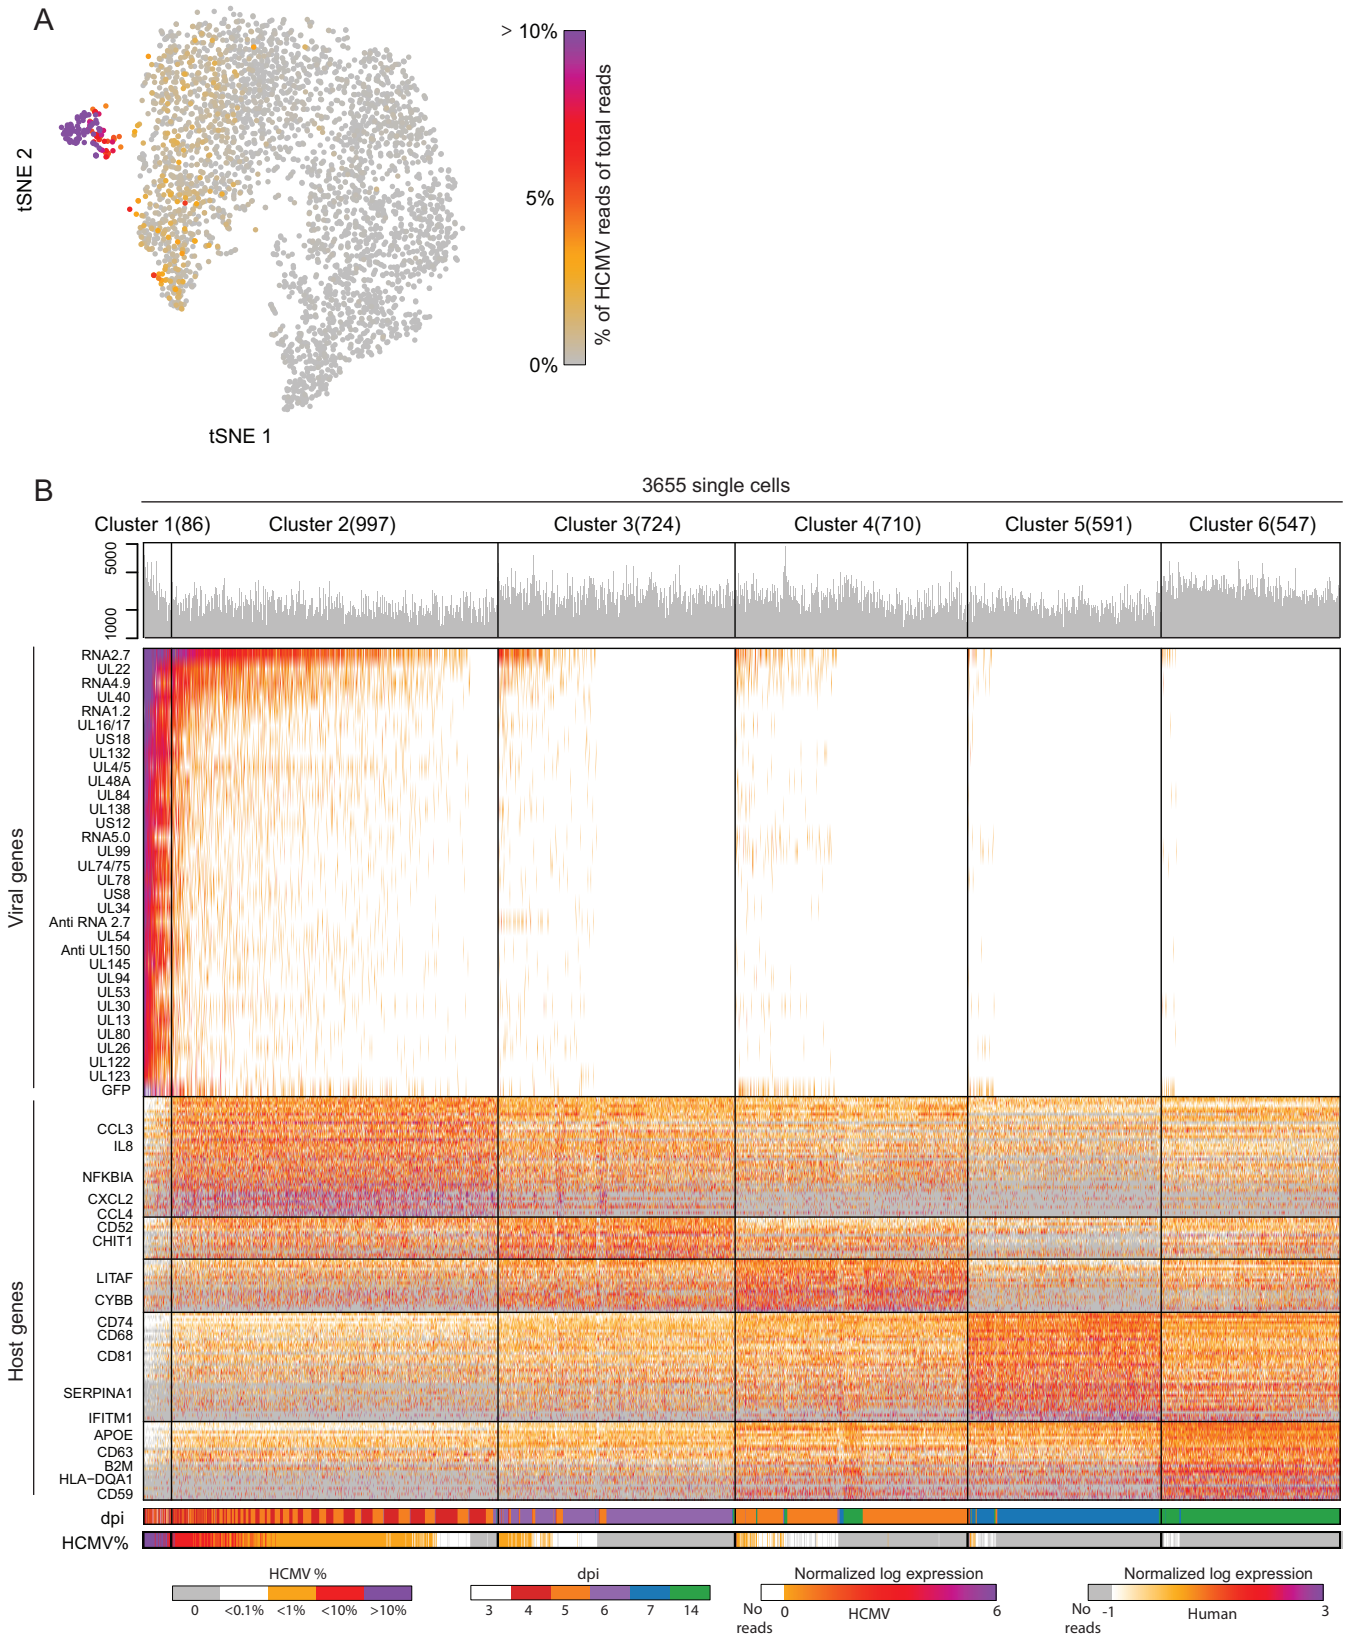 A
> 10%
5%
0%
% of HCMV reads of total reads
tSNE 2
tSNE 1
B
3655 single cells
Cluster 1(86)
Cluster 2(997)
Cluster 3(724)
Cluster 4(710)
Cluster 5(591)
Cluster 6(547)
5000
1000
Viral genes
RNA2.7
UL22
RNA4.9
UL40
RNA1.2
UL16/17
US18
UL132
UL4/5
UL48A
UL84
UL138
US12
RNA5.0
UL99
UL74/75
UL78
US8
UL34
Anti RNA 2.7
UL54
Anti UL150
UL145
UL94
UL53
UL30
UL13
UL80
UL26
UL122
UL123
GFP
Host genes
CCL3
IL8
NFKBIA
CXCL2
CCL4
CD52
CHIT1
LITAF
CYBB
CD74
CD68
CD81
SERPINA1
IFITM1
APOE
CD63
B2M
HLA−DQA1
CD59
dpi
HCMV%
HCMV %
0 <0.1% <1% <10% >10%
dpi
3 4 5 6 7 14
Normalized log expression
No reads 0 HCMV 6
Normalized log expression
No reads -1 Human 3